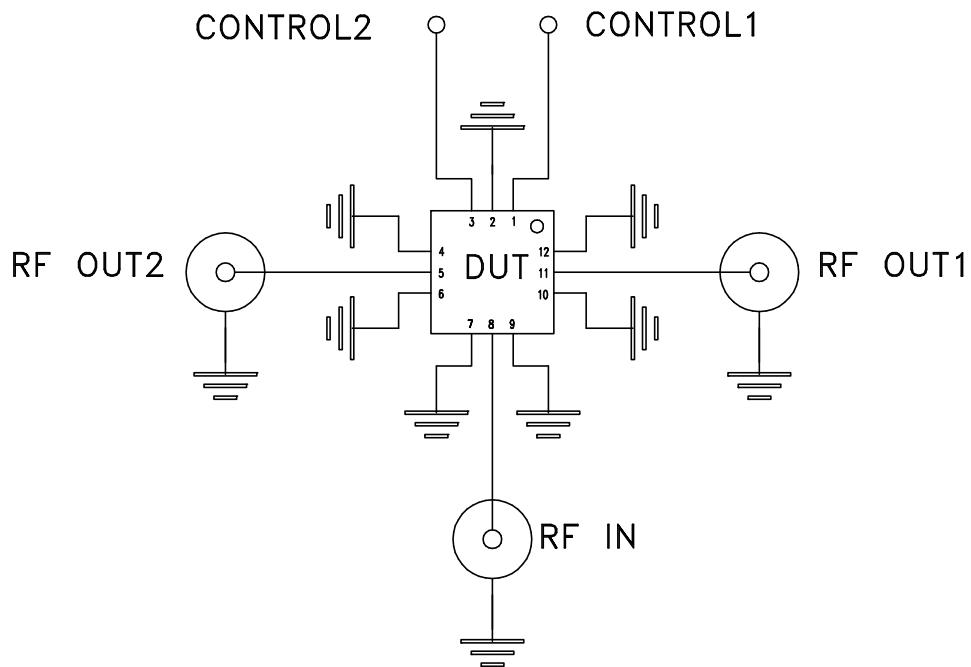 CONTROL2
CONTROL1
3 2 1
4
12
RF OUT2
5
DUT
11
RF OUT1
6
10
7 8 9
RF IN